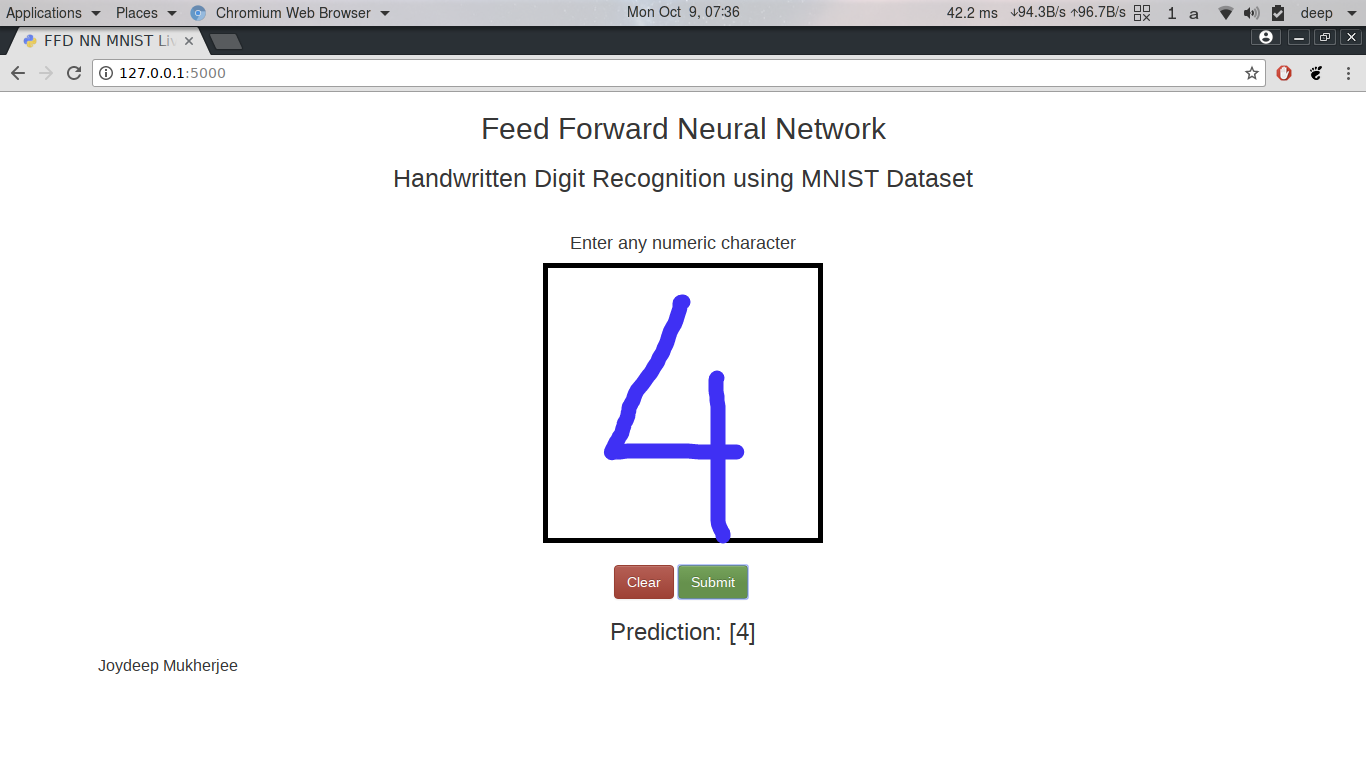 Applications Places Chromium Web Browser Mon Oct 9, 07:36 42.2 ms ↓94.3B/s ↑96.7B/s 1 a deep
FFD NN MNIST Li
127.0.0.1:5000
Feed Forward Neural Network
Handwritten Digit Recognition using MNIST Dataset
Enter any numeric character
4
Clear Submit
Prediction: [4]
Joydeep Mukherjee